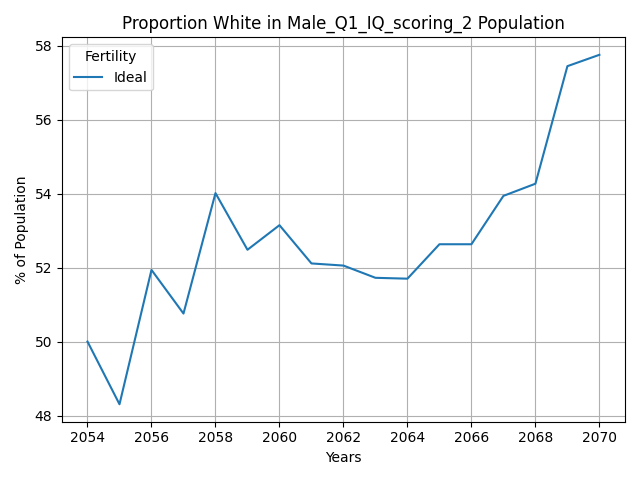 Proportion White in Male_Q1_IQ_scoring_2 Population
Fertility
Ideal
% of Population
58
56
54
52
50
48
2054 2056 2058 2060 2062 2064 2066 2068 2070
Years